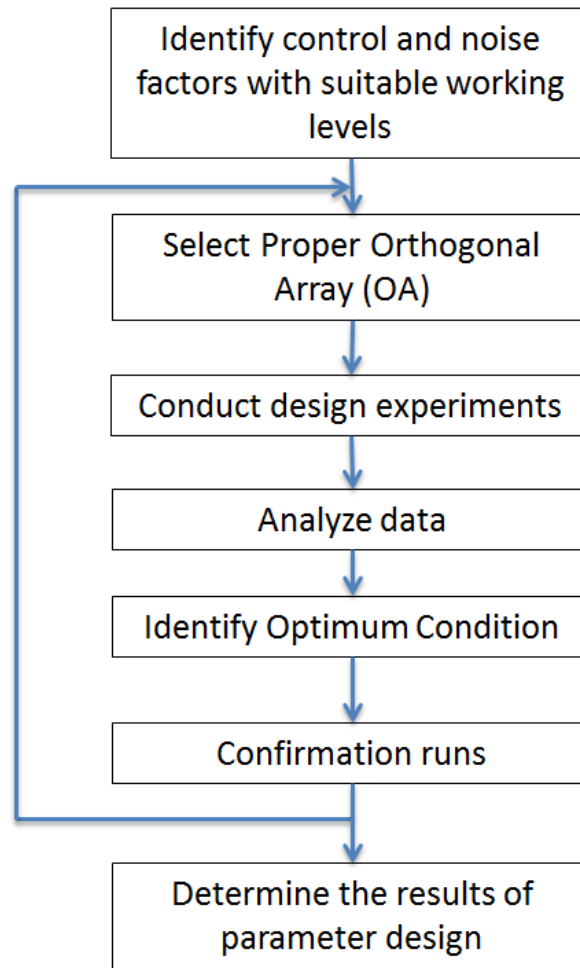 Identify control and noise
factors with suitable working
levels
Select Proper Orthogonal
Array (OA)
Conduct design experiments
Analyze data
Identify Optimum Condition
Confirmation runs
Determine the results of
parameter design